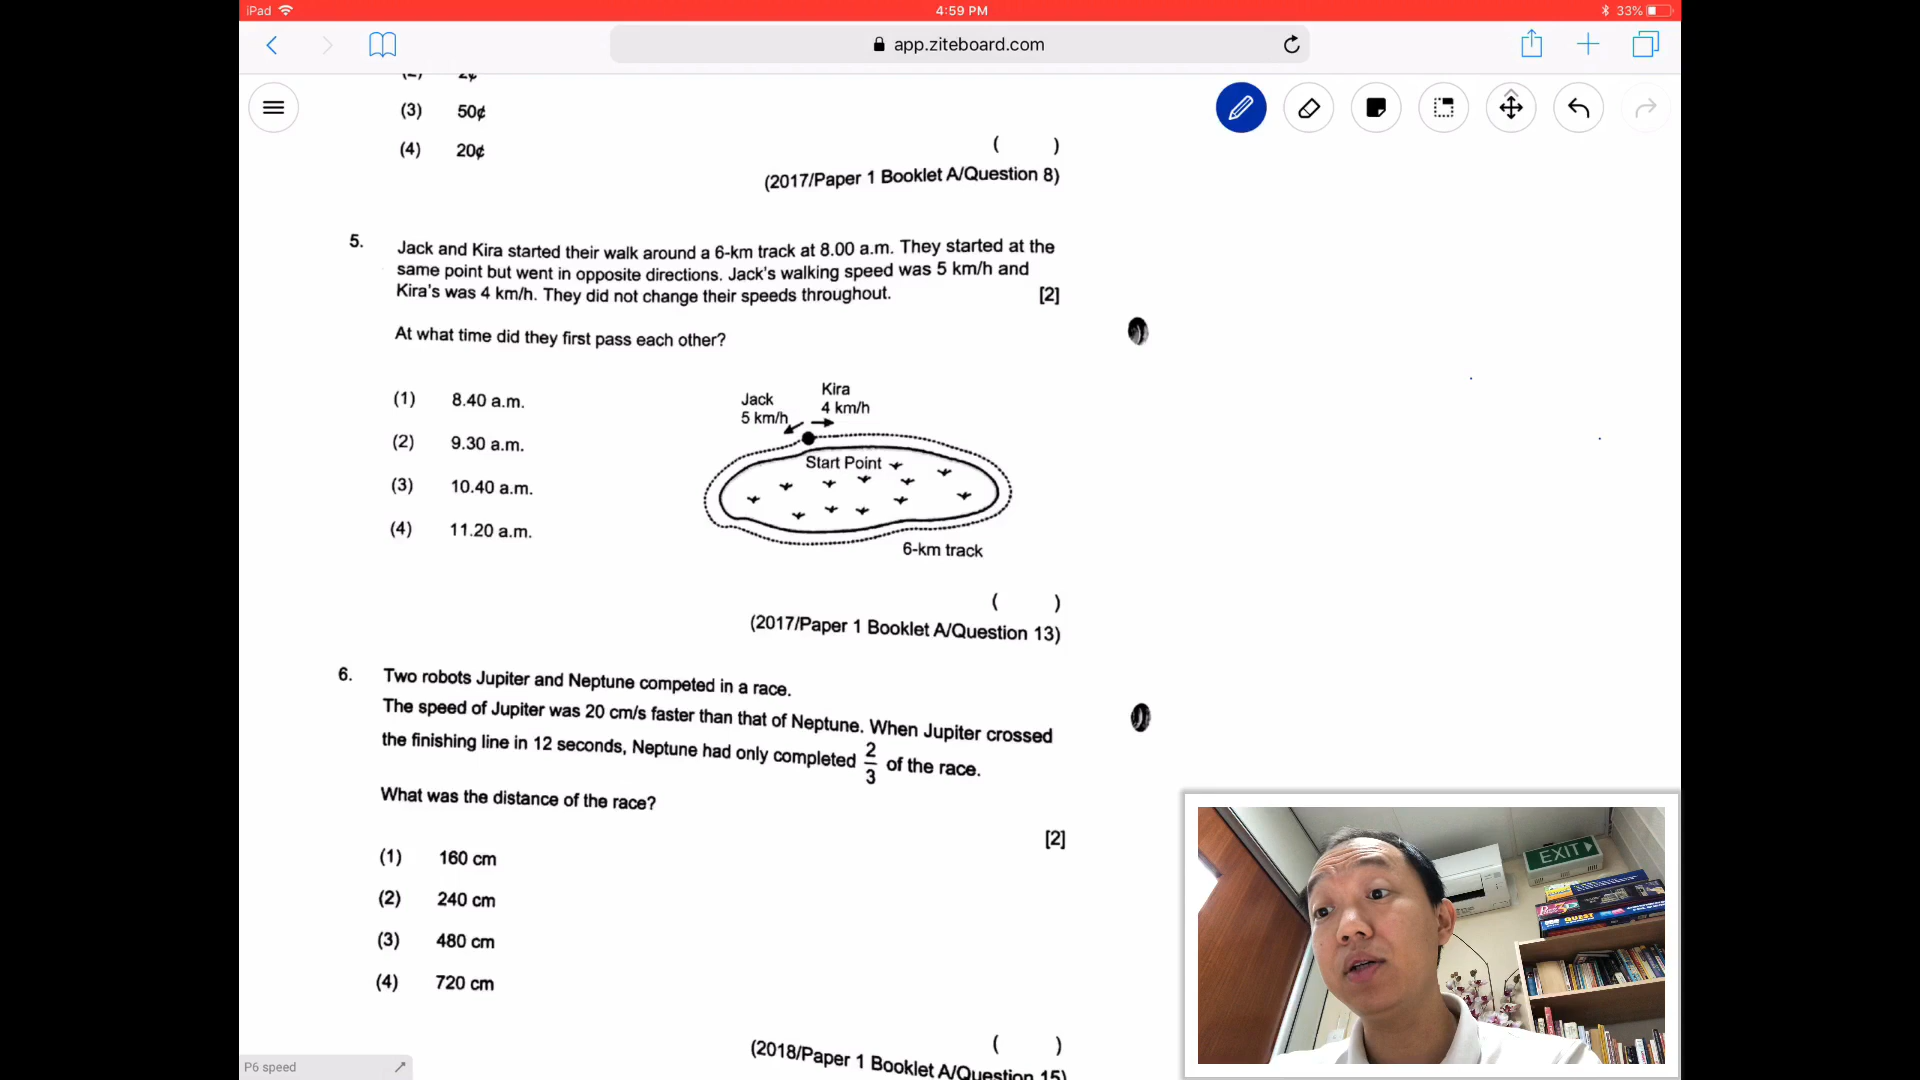 iPad
4:59 PM
33%
app.ziteboard.com
(2) 2¢
(3) 50¢
(4) 20¢
( )
(2017/Paper 1 Booklet A/Question 8)
5. Jack and Kira started their walk around a 6-km track at 8.00 a.m. They started at the
same point but went in opposite directions. Jack's walking speed was 5 km/h and
Kira's was 4 km/h. They did not change their speeds throughout. [2]
At what time did they first pass each other?
(1) 8.40 a.m.
(2) 9.30 a.m.
(3) 10.40 a.m.
(4) 11.20 a.m.
Jack
5 km/h
Kira
4 km/h
Start Point
6-km track
( )
(2017/Paper 1 Booklet A/Question 13)
6. Two robots Jupiter and Neptune competed in a race.
The speed of Jupiter was 20 cm/s faster than that of Neptune. When Jupiter crossed
the finishing line in 12 seconds, Neptune had only completed 2/3 of the race.
What was the distance of the race?
[2]
(1) 160 cm
(2) 240 cm
(3) 480 cm
(4) 720 cm
( )
(2018/Paper 1 Booklet A/Question 15)
P6 speed
EXIT
QUEST